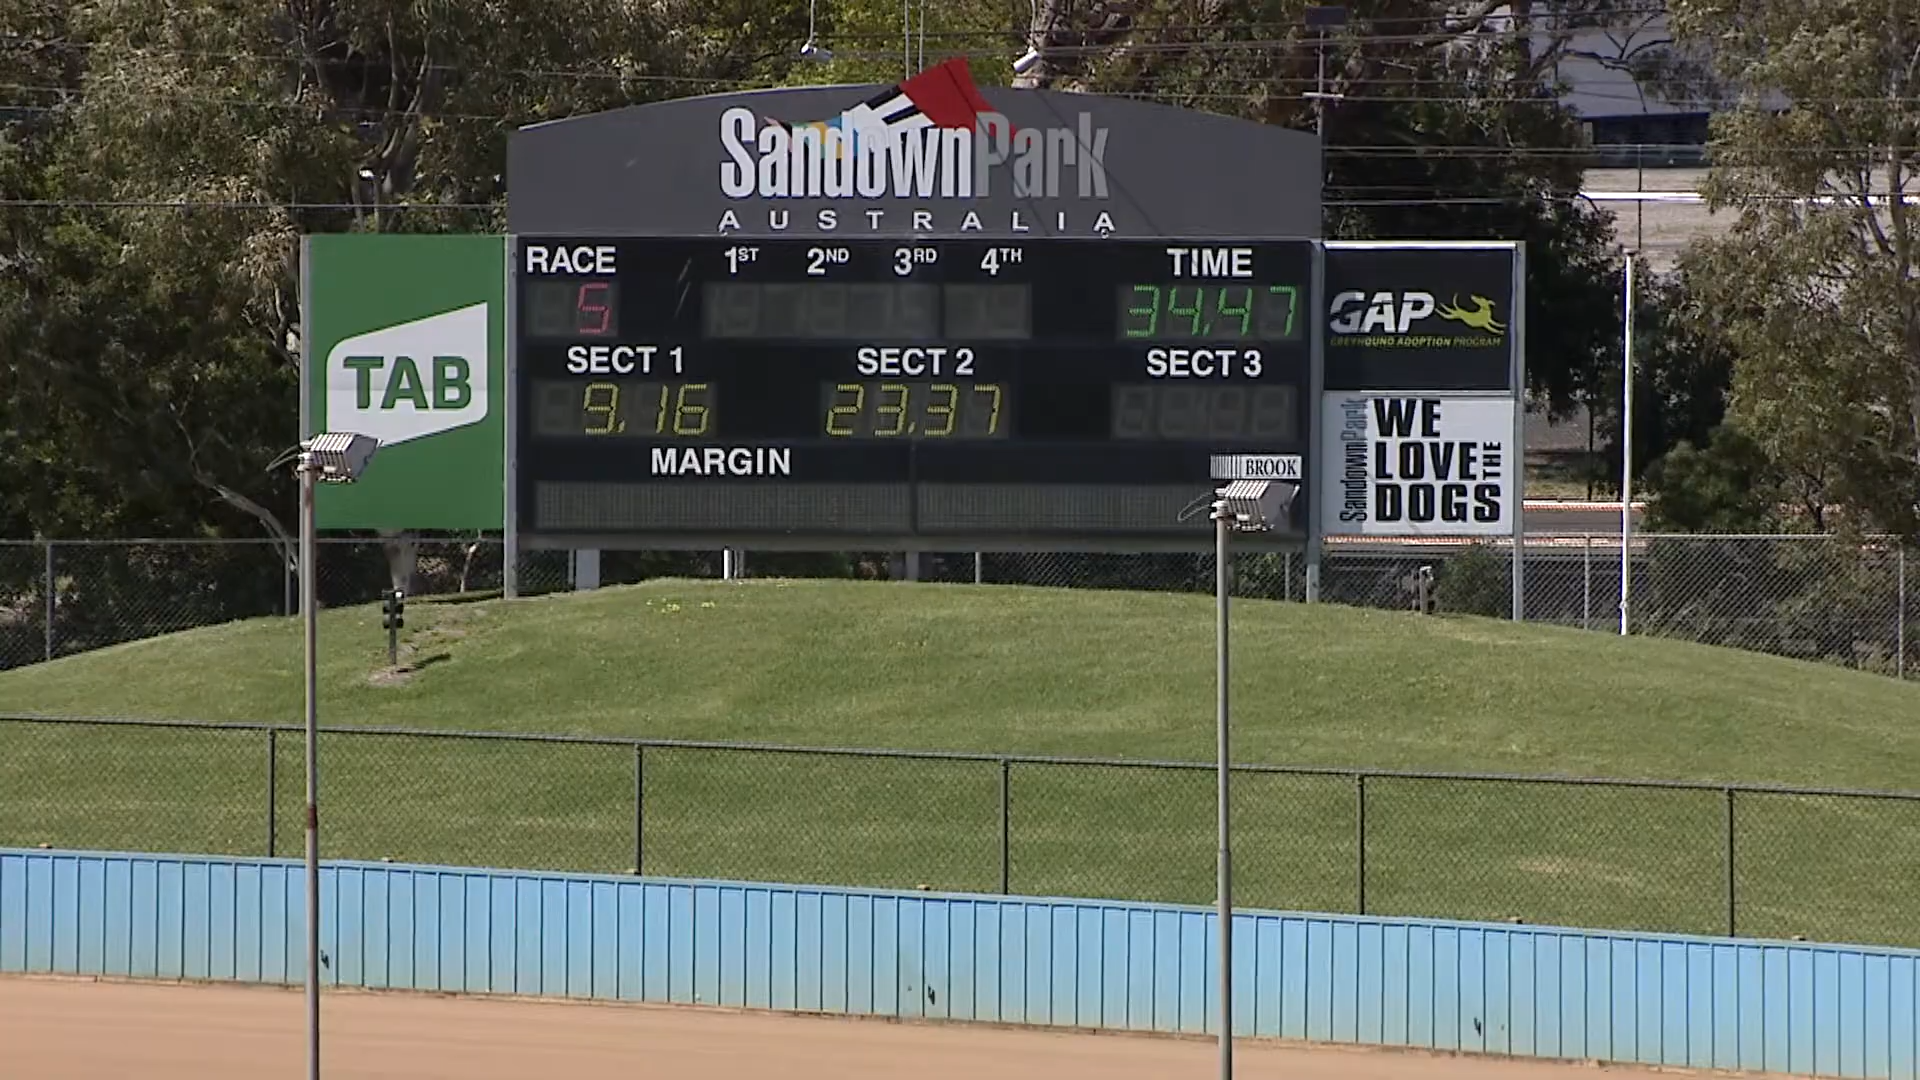 SandownPark
AUSTRALIA
RACE 1ST 2ND 3RD 4TH TIME
5 34.47
SECT 1 SECT 2 SECT 3
9.16 23.37
MARGIN
BROOK
TAB
GAP
GREYHOUND ADOPTION PROGRAM
SandownPark
WE
LOVE THE
DOGS